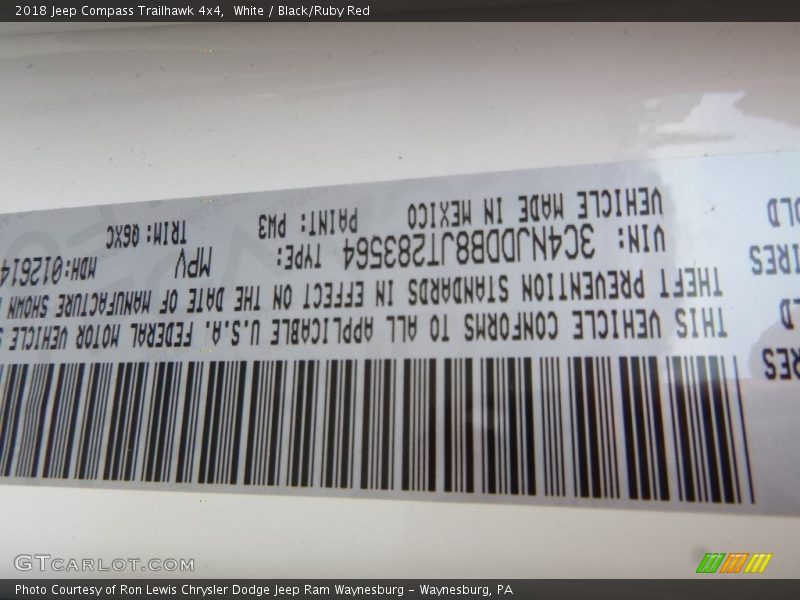 2018 Jeep Compass Trailhawk 4x4, White / Black/Ruby Red
THIS VEHICLE CONFORMS TO ALL APPLICABLE U.S.A. FEDERAL MOTOR VEHICLE
THEFT PREVENTION STANDARDS IN EFFECT ON THE DATE OF MANUFACTURE SHOWN
VIN: 3C4NJDDB8JT283564 TYPE: MPV MDH:012614
VEHICLE MADE IN MEXICO PAINT: PW3 TRIM: Q6XC
GTCARLOT.COM
Photo Courtesy of Ron Lewis Chrysler Dodge Jeep Ram Waynesburg - Waynesburg, PA